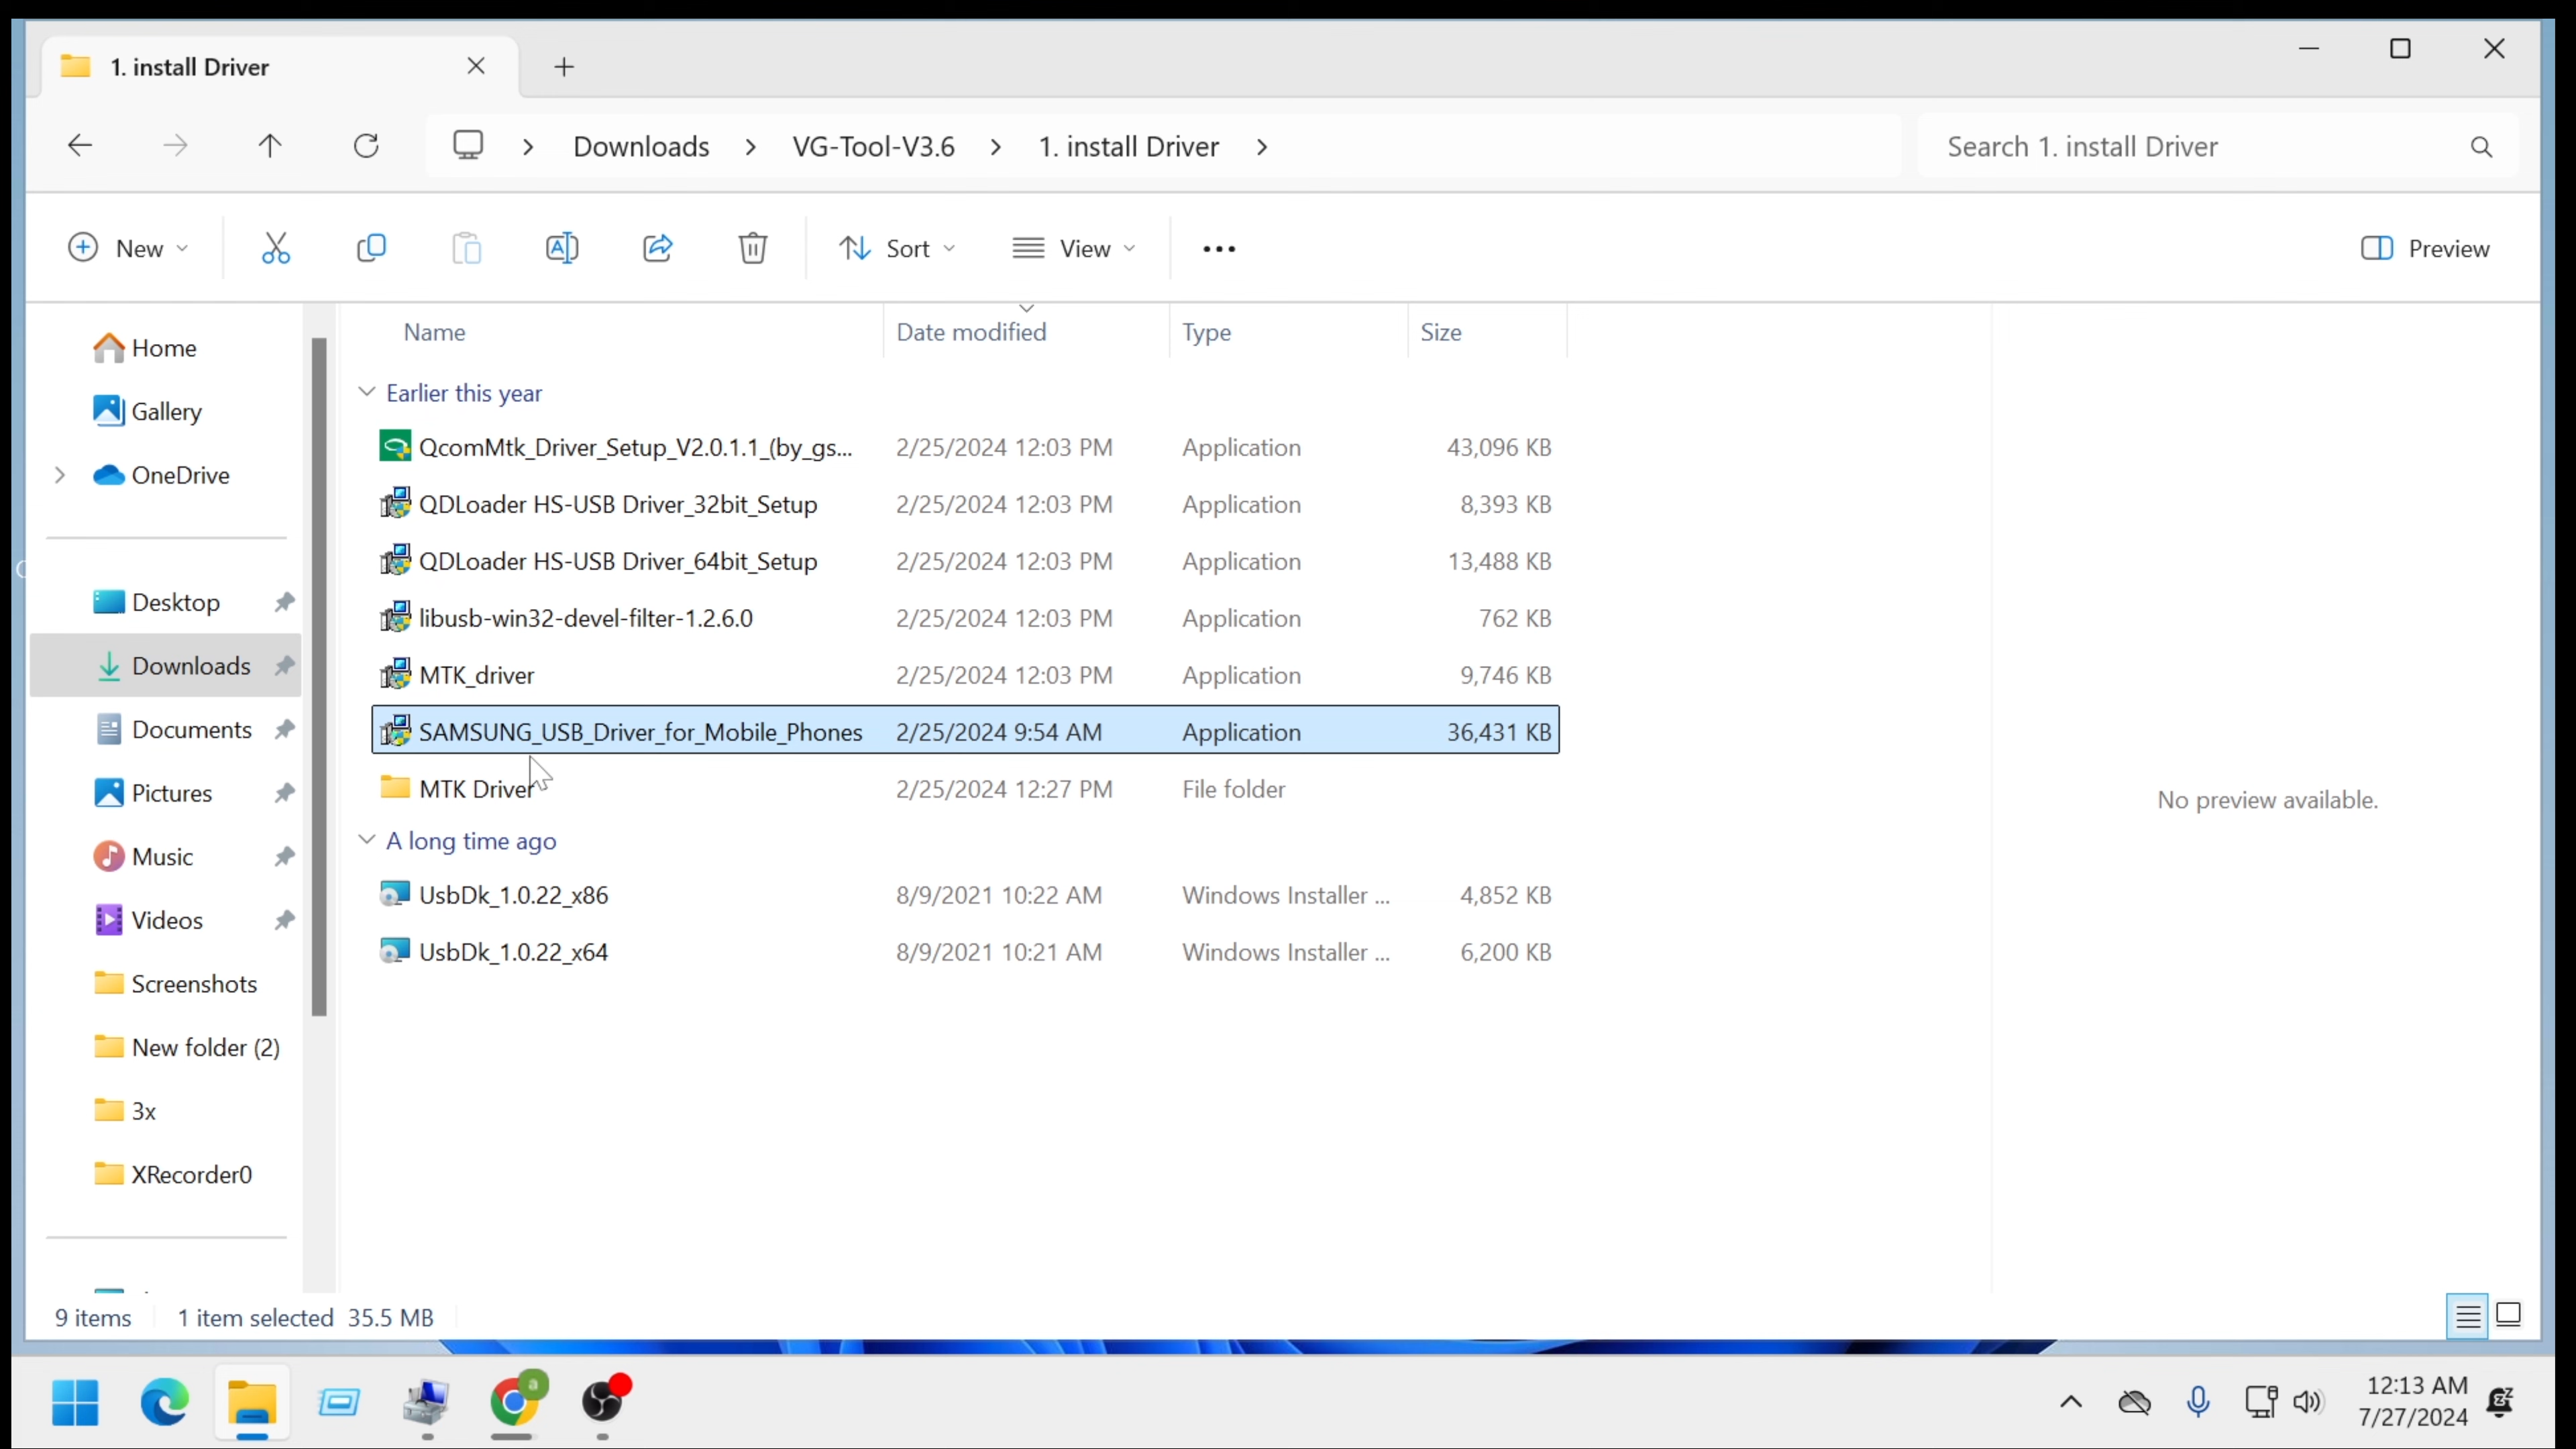 1. install Driver
Downloads
VG-Tool-V3.6
1. install Driver
Search 1. install Driver
New
Sort
View
Preview
Home
Gallery
OneDrive
Desktop
Downloads
Documents
Pictures
Music
Videos
Screenshots
New folder (2)
3x
XRecorder0
Name Date modified Type Size
Earlier this year
QcomMtk_Driver_Setup_V2.0.1.1_(by_gs... 2/25/2024 12:03 PM Application 43,096 KB
QDLoader HS-USB Driver_32bit_Setup 2/25/2024 12:03 PM Application 8,393 KB
QDLoader HS-USB Driver_64bit_Setup 2/25/2024 12:03 PM Application 13,488 KB
libusb-win32-devel-filter-1.2.6.0 2/25/2024 12:03 PM Application 762 KB
MTK_driver 2/25/2024 12:03 PM Application 9,746 KB
SAMSUNG_USB_Driver_for_Mobile_Phones 2/25/2024 9:54 AM Application 36,431 KB
MTK Driver 2/25/2024 12:27 PM File folder
A long time ago
UsbDk_1.0.22_x86 8/9/2021 10:22 AM Windows Installer ... 4,852 KB
UsbDk_1.0.22_x64 8/9/2021 10:21 AM Windows Installer ... 6,200 KB
No preview available.
9 items 1 item selected 35.5 MB
a
12:13 AM
7/27/2024